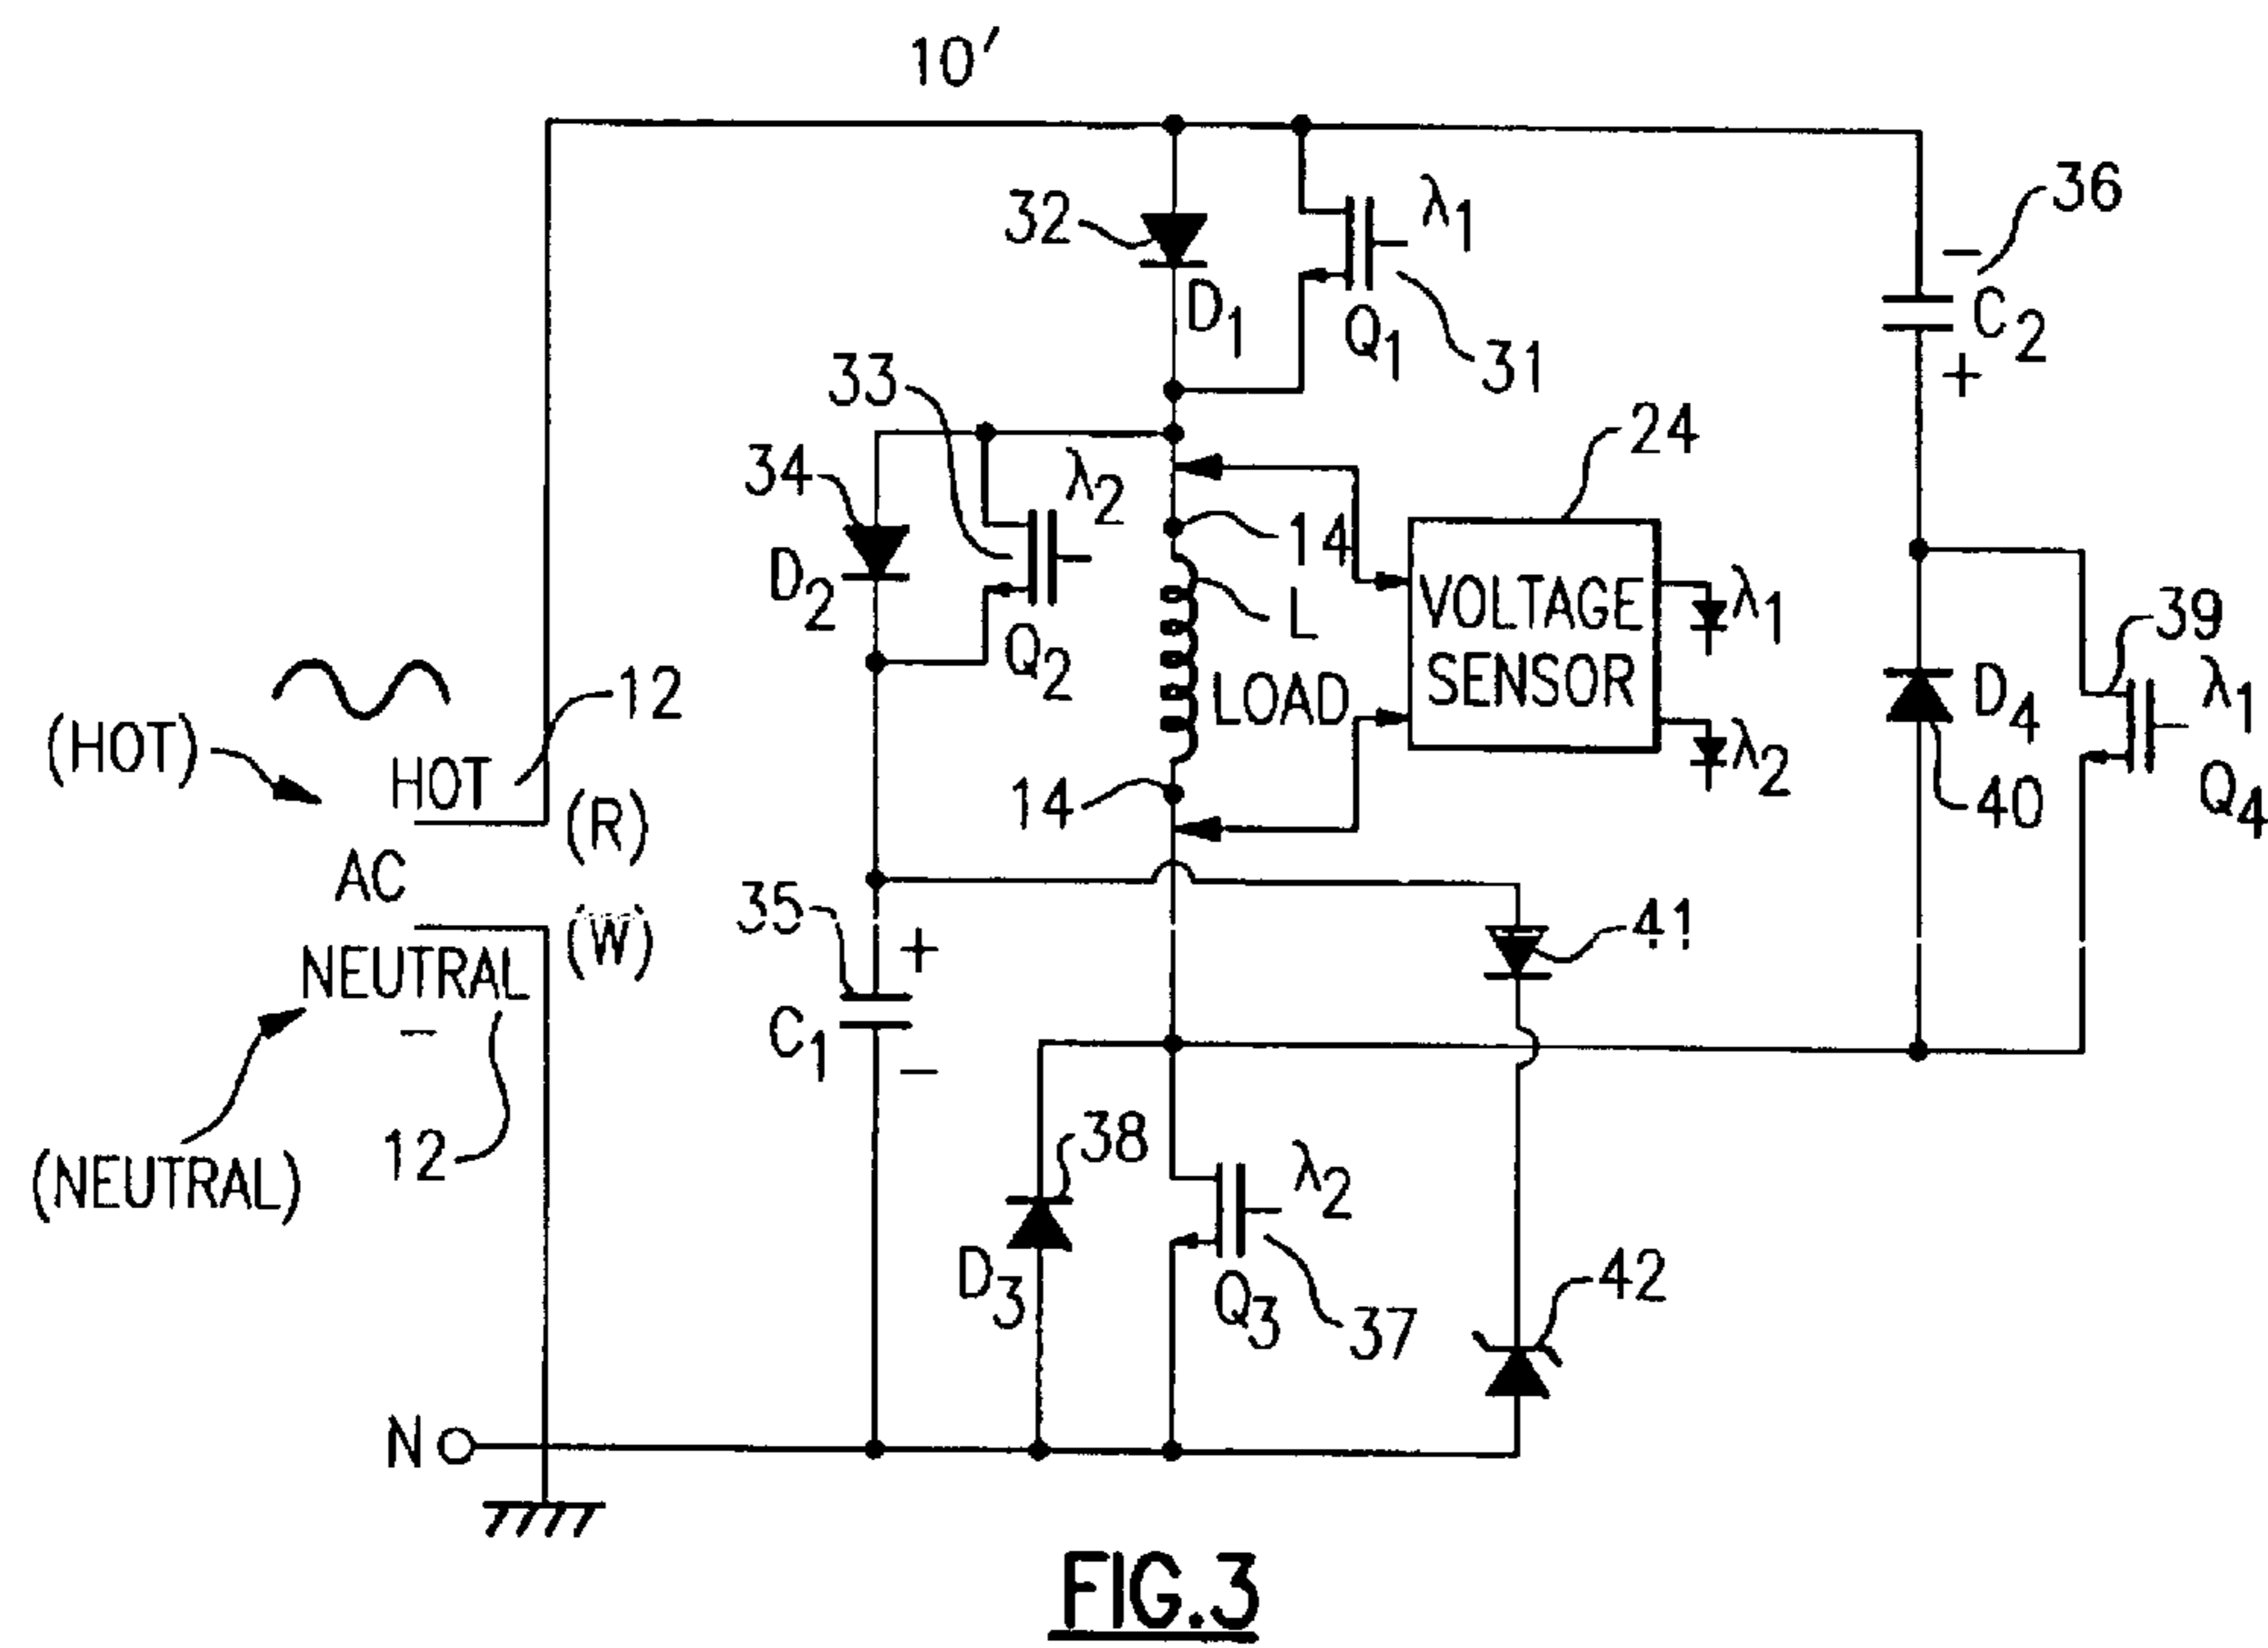 10′
32
λ1
36
−
D1
Q1
31
C2
+
33
34
λ2
24
14
D2
Q2
L
LOAD
VOLTAGE
SENSOR
λ1
λ2
39
D4
λ1
40
Q4
12
(HOT)
HOT
(R)
AC
(W)
NEUTRAL
−
12
(NEUTRAL)
14
35
+
C1
−
41
38
λ2
D3
Q3
37
42
N
FIG.3